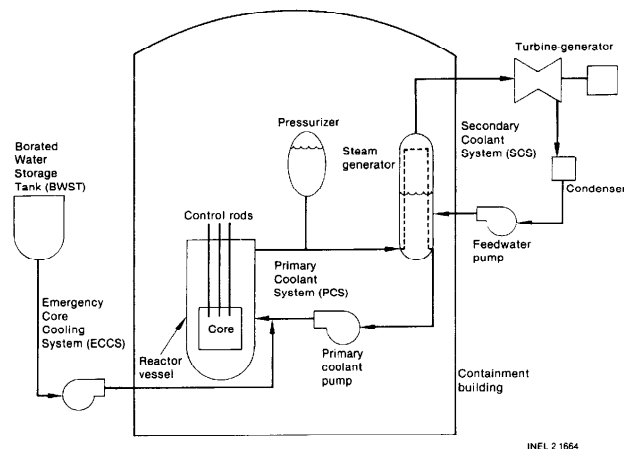 Turbine-generator
Pressurizer
Steam
generator
Secondary
Coolant
System (SCS)
Condenser
Borated
Water
Storage
Tank (BWST)
Control rods
Feedwater
pump
Primary
Coolant
System (PCS)
Emergency
Core
Cooling
System (ECCS)
Core
Reactor
vessel
Primary
coolant
pump
Containment
building
INEL 2 1664